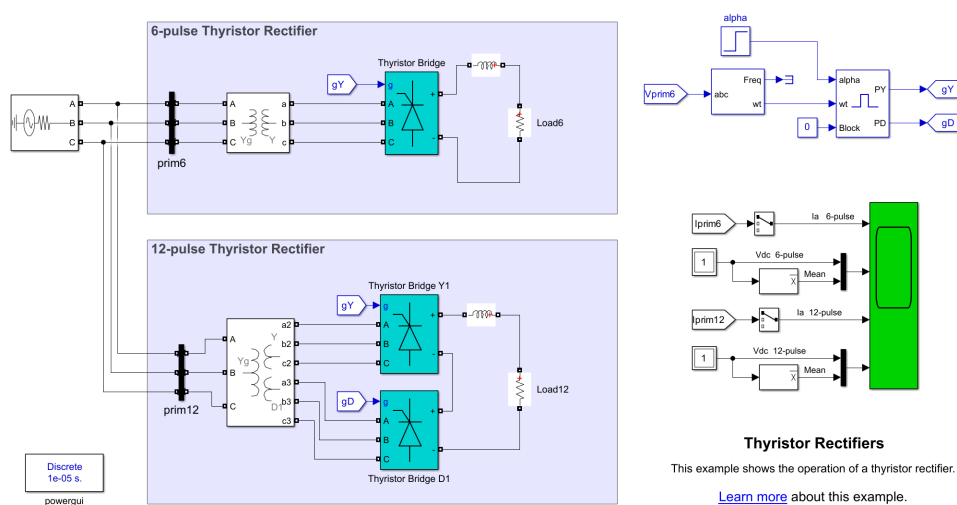 6-pulse Thyristor Rectifier
Thyristor Bridge
gY
g
A
B
C
+
-
A
B
C
prim6
A
B
C
a
b
c
Yg
Y
Load6
12-pulse Thyristor Rectifier
Thyristor Bridge Y1
gY
g
A
B
C
+
-
a2
b2
c2
a3
b3
c3
A
B
C
Yg
Y
D1
prim12
gD
g
A
B
C
+
-
Thyristor Bridge D1
Load12
Discrete
1e-05 s.
powergui
alpha
Vprim6
abc
Freq
wt
0
alpha
wt
Block
PY
PD
gY
gD
Iprim6
Ia 6-pulse
1
Vdc 6-pulse
x
Mean
Iprim12
Ia 12-pulse
1
Vdc 12-pulse
x
Mean
Thyristor Rectifiers
This example shows the operation of a thyristor rectifier.
Learn more about this example.